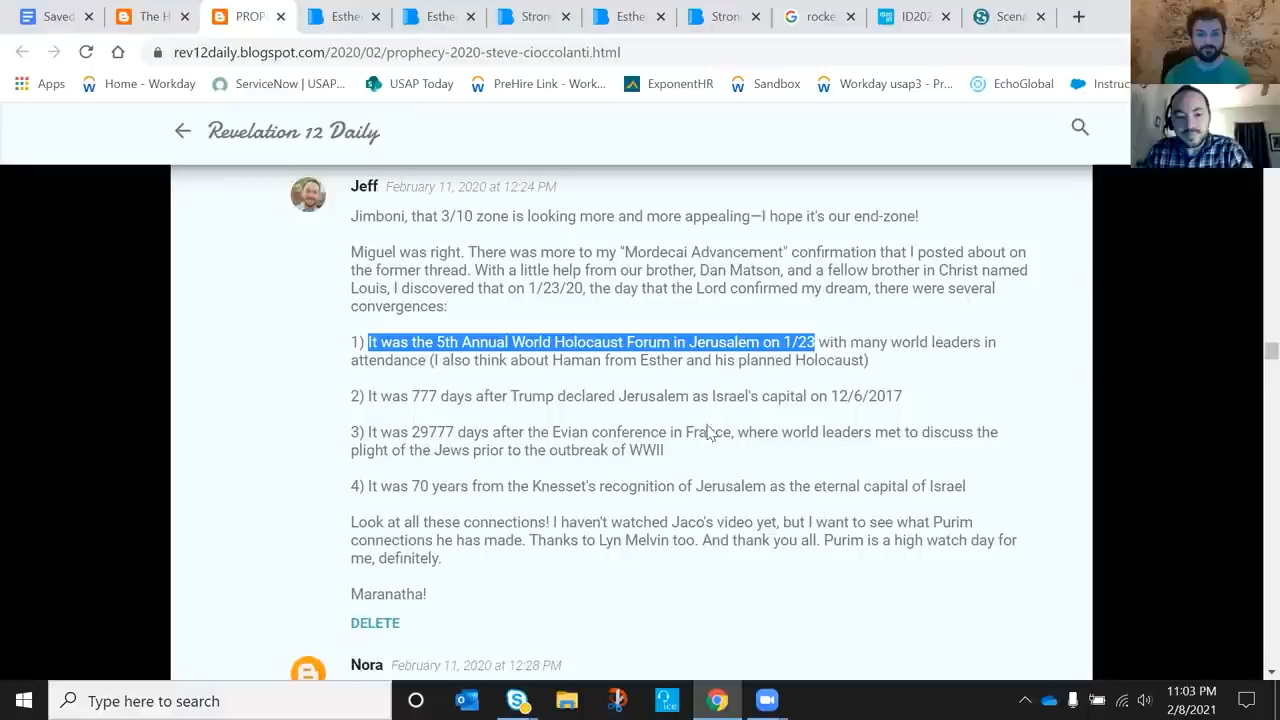 Saved
The H
PROP
Esthe
Esthe
Stron
Esthe
Stron
rocke
ID202
Scena
rev12daily.blogspot.com/2020/02/prophecy-2020-steve-cioccolanti.html
Apps
Home - Workday
ServiceNow | USAP...
USAP Today
PreHire Link - Work...
ExponentHR
Sandbox
Workday usap3 - Pr...
EchoGlobal
Instruc
Revelation 12 Daily
Jeff February 11, 2020 at 12:24 PM
Jimboni, that 3/10 zone is looking more and more appealing—I hope it's our end-zone!
Miguel was right. There was more to my "Mordecai Advancement" confirmation that I posted about on
the former thread. With a little help from our brother, Dan Matson, and a fellow brother in Christ named
Louis, I discovered that on 1/23/20, the day that the Lord confirmed my dream, there were several
convergences:
1) It was the 5th Annual World Holocaust Forum in Jerusalem on 1/23 with many world leaders in
attendance (I also think about Haman from Esther and his planned Holocaust)
2) It was 777 days after Trump declared Jerusalem as Israel's capital on 12/6/2017
3) It was 29777 days after the Evian conference in France, where world leaders met to discuss the
plight of the Jews prior to the outbreak of WWII
4) It was 70 years from the Knesset's recognition of Jerusalem as the eternal capital of Israel
Look at all these connections! I haven't watched Jaco's video yet, but I want to see what Purim
connections he has made. Thanks to Lyn Melvin too. And thank you all. Purim is a high watch day for
me, definitely.
Maranatha!
DELETE
Nora February 11, 2020 at 12:28 PM
Type here to search
11:03 PM
2/8/2021